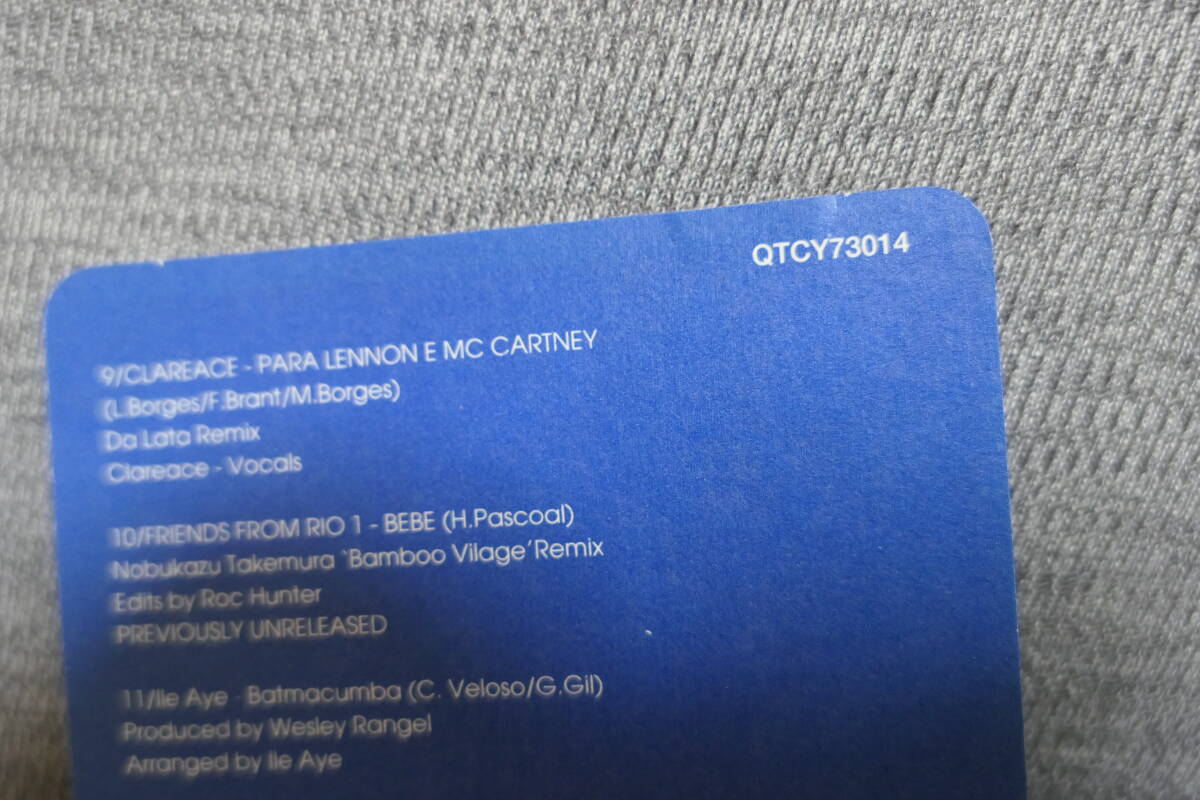 QTCY73014
9/CLAREACE - PARA LENNON E MC CARTNEY
(L.Borges/F.Brant/M.Borges)
Da Lata Remix
Clareace - Vocals
10/FRIENDS FROM RIO 1 - BEBE (H.Pascoal)
Nobukazu Takemura 'Bamboo Vilage' Remix
Edits by Roc Hunter
PREVIOUSLY UNRELEASED
11/Ile Aye - Batmacumba (C. Veloso/G.Gil)
Produced by Wesley Rangel
Arranged by Ile Aye